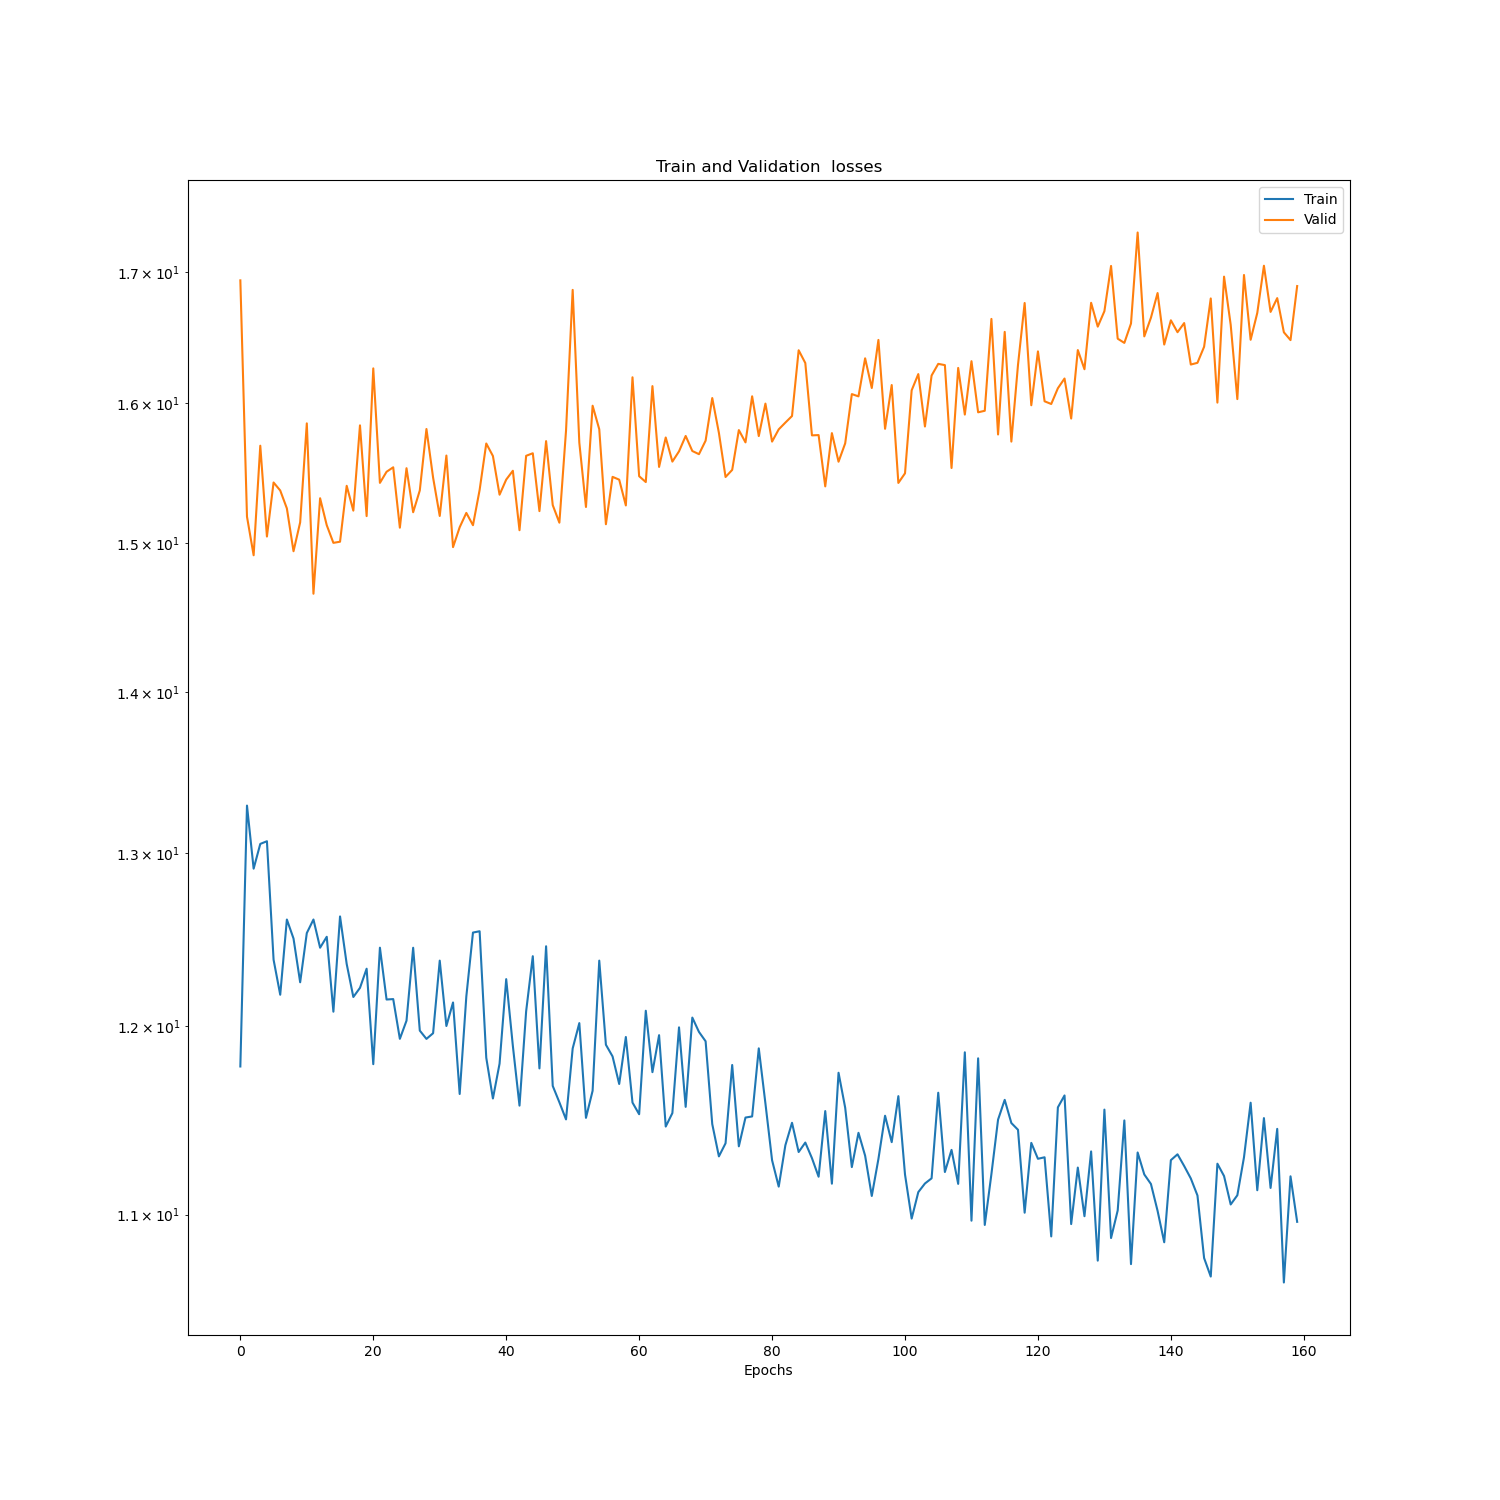 Train and Validation  losses
Train
Valid
1.7 × 10¹
1.6 × 10¹
1.5 × 10¹
1.4 × 10¹
1.3 × 10¹
1.2 × 10¹
1.1 × 10¹
0 20 40 60 80 100 120 140 160
Epochs